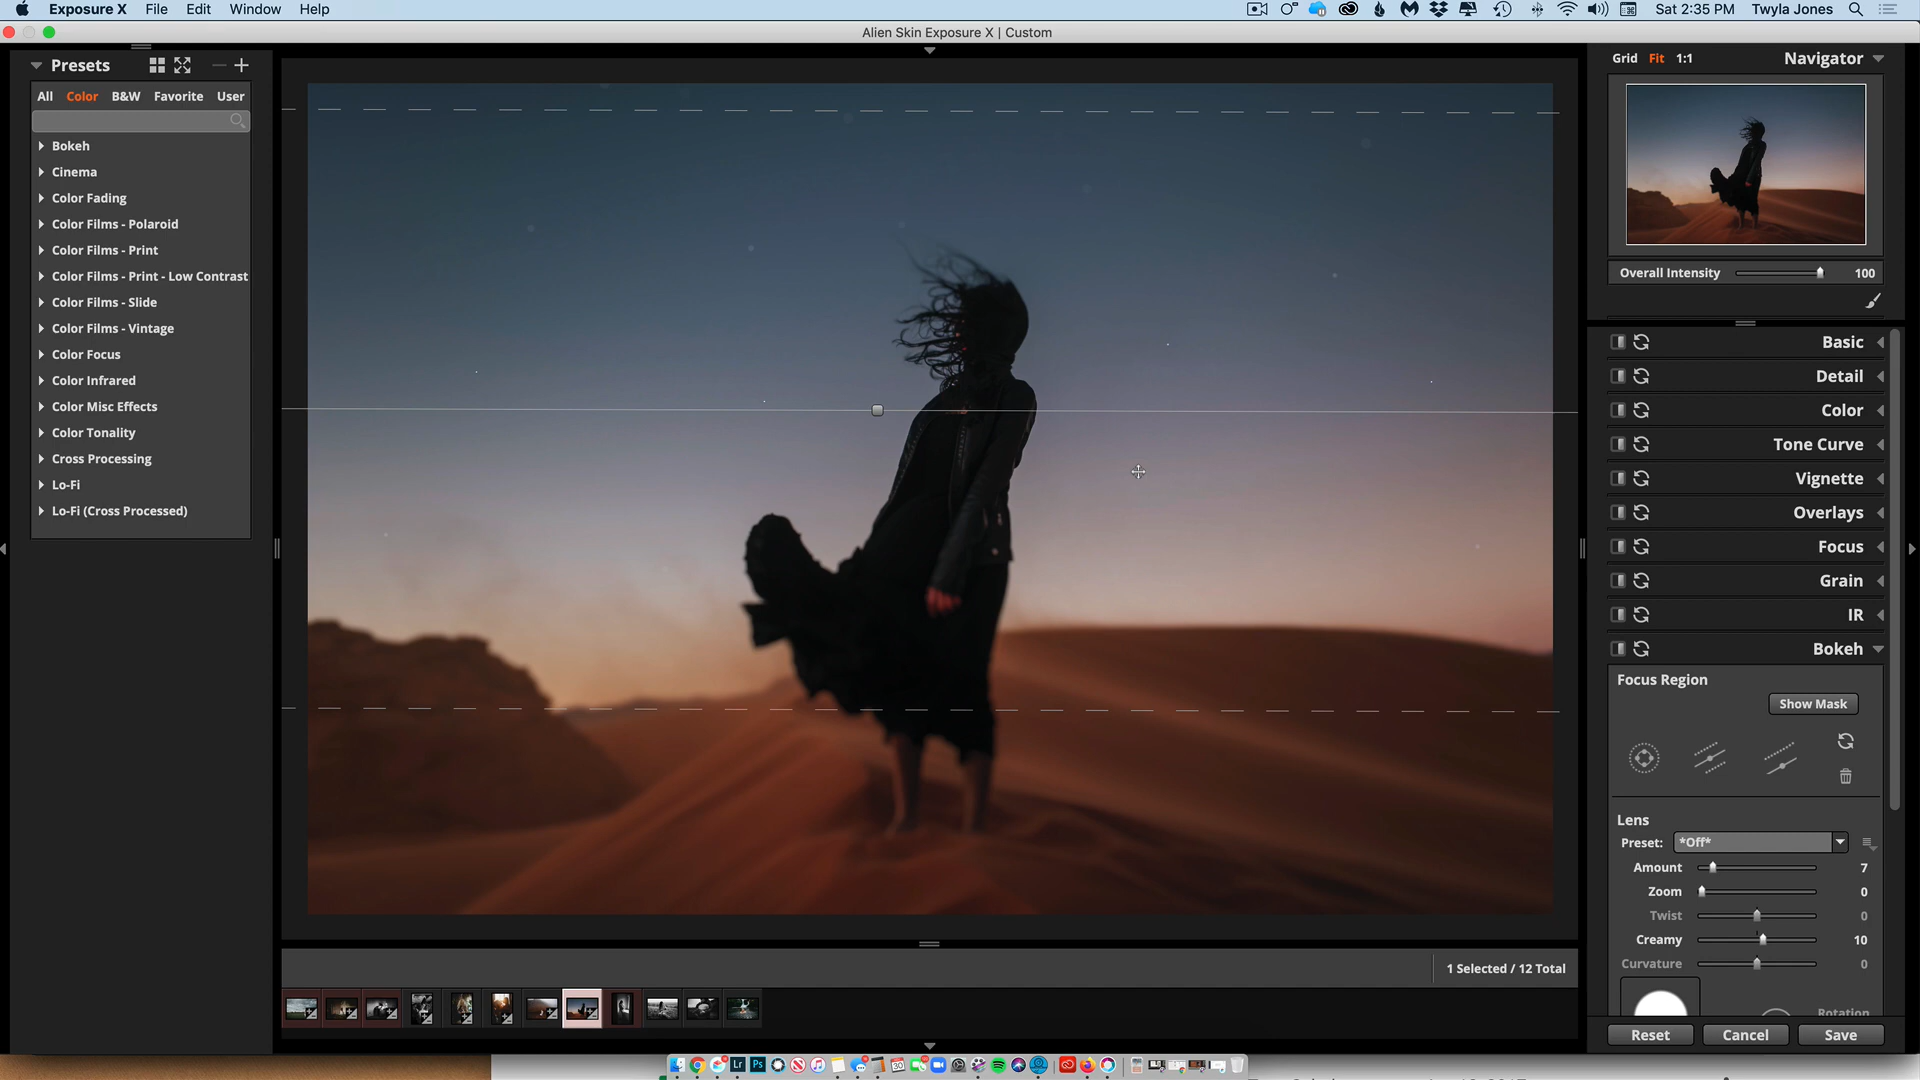 Exposure X File Edit Window Help Sat 2:35 PM Twyla Jones
Alien Skin Exposure X | Custom
Presets
All Color B&W Favorite User
Bokeh
Cinema
Color Fading
Color Films - Polaroid
Color Films - Print
Color Films - Print - Low Contrast
Color Films - Slide
Color Films - Vintage
Color Focus
Color Infrared
Color Misc Effects
Color Tonality
Cross Processing
Lo-Fi
Lo-Fi (Cross Processed)
Grid Fit 1:1 Navigator
Overall Intensity 100
Basic
Detail
Color
Tone Curve
Vignette
Overlays
Focus
Grain
IR
Bokeh
Focus Region
Show Mask
Lens
Preset: *Off*
Amount 7
Zoom 0
Twist 0
Creamy 10
Curvature 0
Rotation
Reset Cancel Save
1 Selected / 12 Total
Lr Ps
30